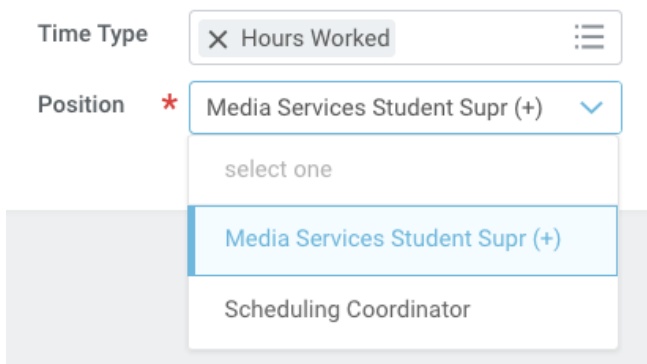 Time Type
Hours Worked
Position *
Media Services Student Supr (+)
select one
Media Services Student Supr (+)
Scheduling Coordinator